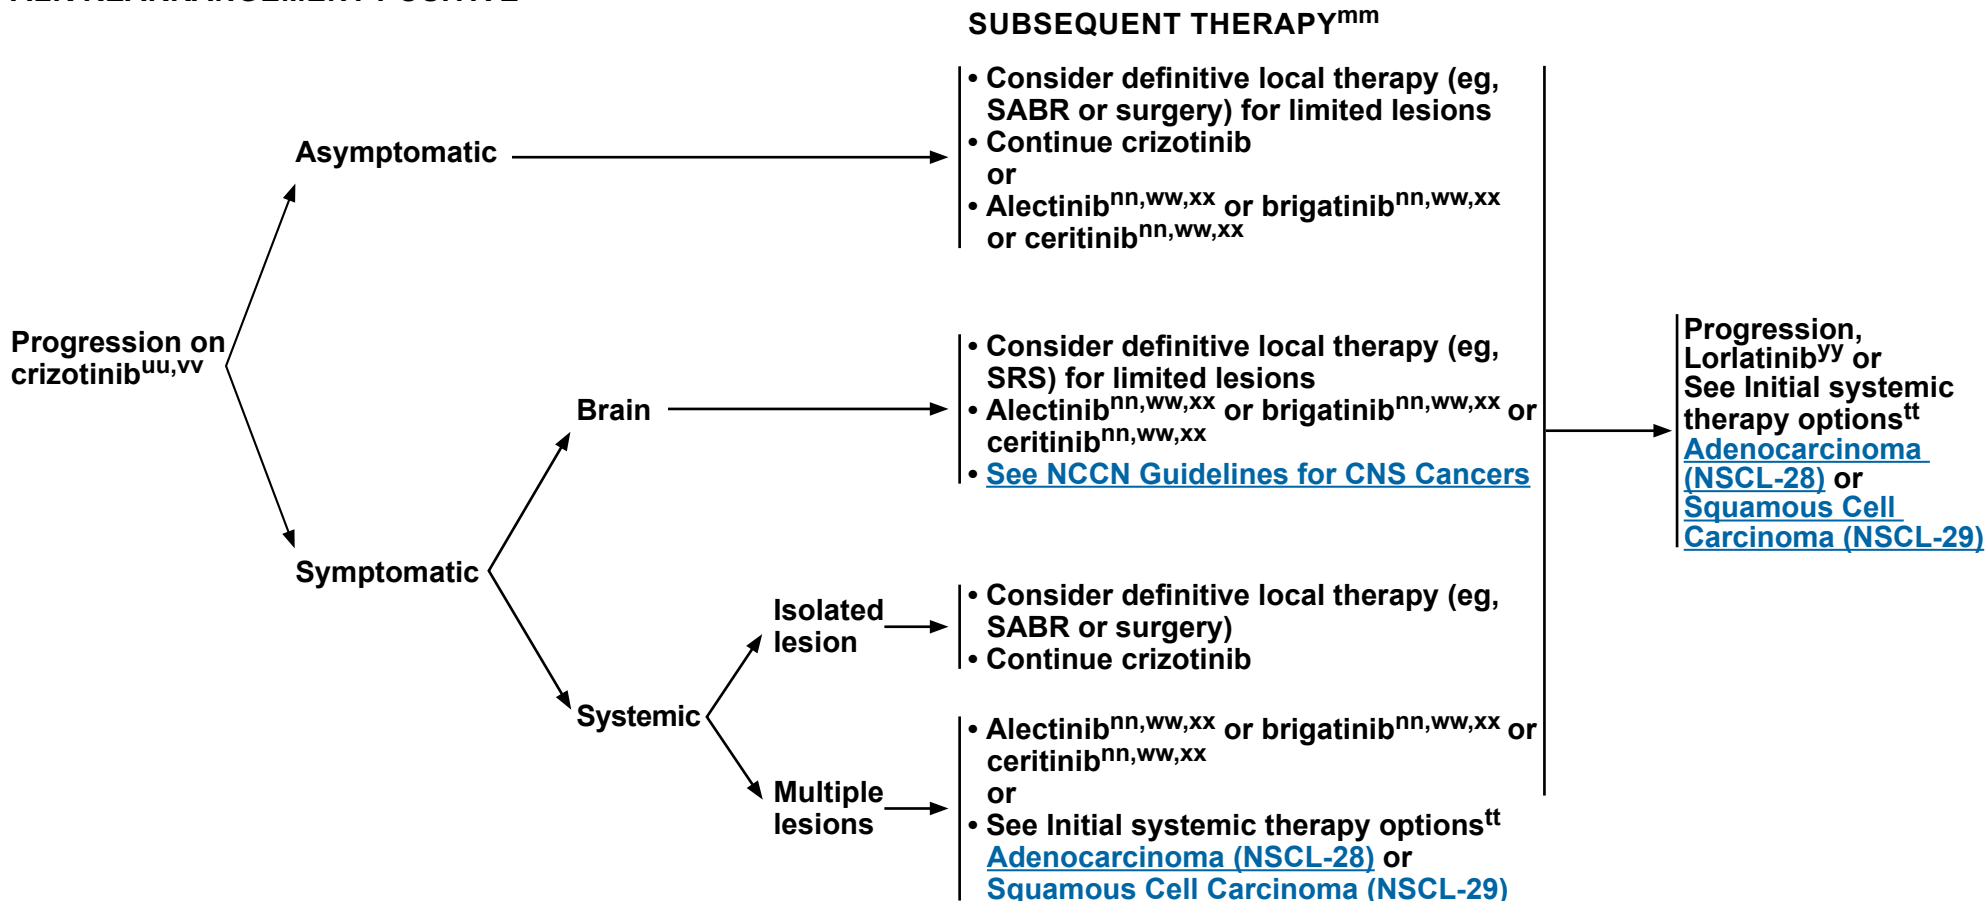 SUBSEQUENT THERAPYmm
• Consider definitive local therapy (eg,
SABR or surgery) for limited lesions
• Continue crizotinib
or
• Alectinibnn,ww,xx or brigatinibnn,ww,xx
or ceritinibnn,ww,xx
Asymptomatic
Progression on
crizotinibuu,vv
Symptomatic
Brain
• Consider definitive local therapy (eg,
SRS) for limited lesions
• Alectinibnn,ww,xx or brigatinibnn,ww,xx or
ceritinibnn,ww,xx
• See NCCN Guidelines for CNS Cancers
Systemic
Isolated
lesion
• Consider definitive local therapy (eg,
SABR or surgery)
• Continue crizotinib
Multiple
lesions
• Alectinibnn,ww,xx or brigatinibnn,ww,xx or
ceritinibnn,ww,xx
or
• See Initial systemic therapy optionstt
Adenocarcinoma (NSCL-28) or
Squamous Cell Carcinoma (NSCL-29)
Progression,
Lorlatinibyy or
See Initial systemic
therapy optionstt
Adenocarcinoma
(NSCL-28) or
Squamous Cell
Carcinoma (NSCL-29)